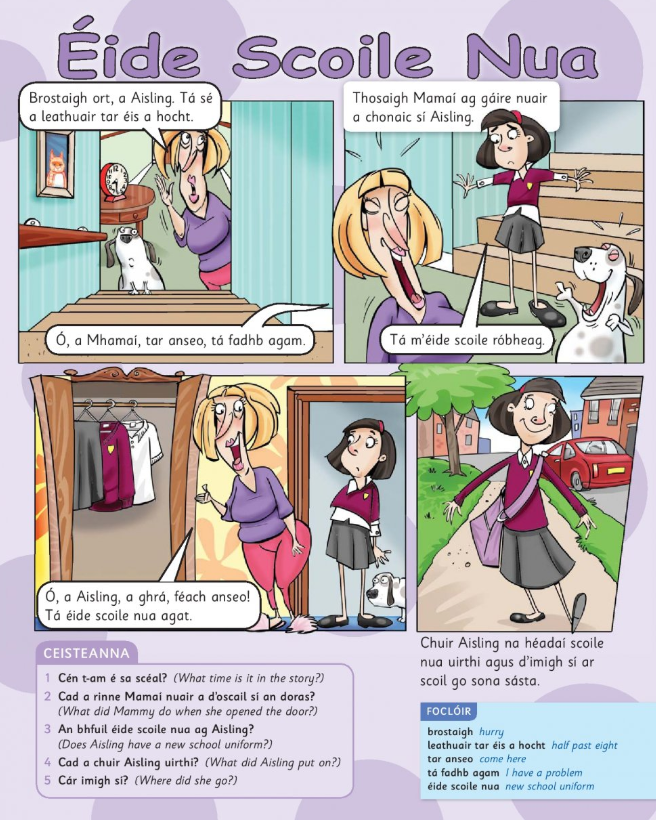 Éide Scoile Nua
Brostaigh ort, a Aisling. Tá sé
a leathuair tar éis a hocht.
Ó, a Mhamaí, tar anseo, tá fadhb agam.
Thosaigh Mamaí ag gáire nuair
a chonaic sí Aisling.
Tá m'éide scoile róbheag.
Ó, a Aisling, a ghrá, féach anseo!
Tá éide scoile nua agat.
Chuir Aisling na héadaí scoile
nua uirthi agus d'imigh sí ar
scoil go sona sásta.
CEISTEANNA
1 Cén t-am é sa scéal? (What time is it in the story?)
2 Cad a rinne Mamaí nuair a d'oscail sí an doras?
(What did Mammy do when she opened the door?)
3 An bhfuil éide scoile nua ag Aisling?
(Does Aisling have a new school uniform?)
4 Cad a chuir Aisling uirthi? (What did Aisling put on?)
5 Cár imigh sí? (Where did she go?)
FOCLÓIR
brostaigh hurry
leathuair tar éis a hocht half past eight
tar anseo come here
tá fadhb agam I have a problem
éide scoile nua new school uniform